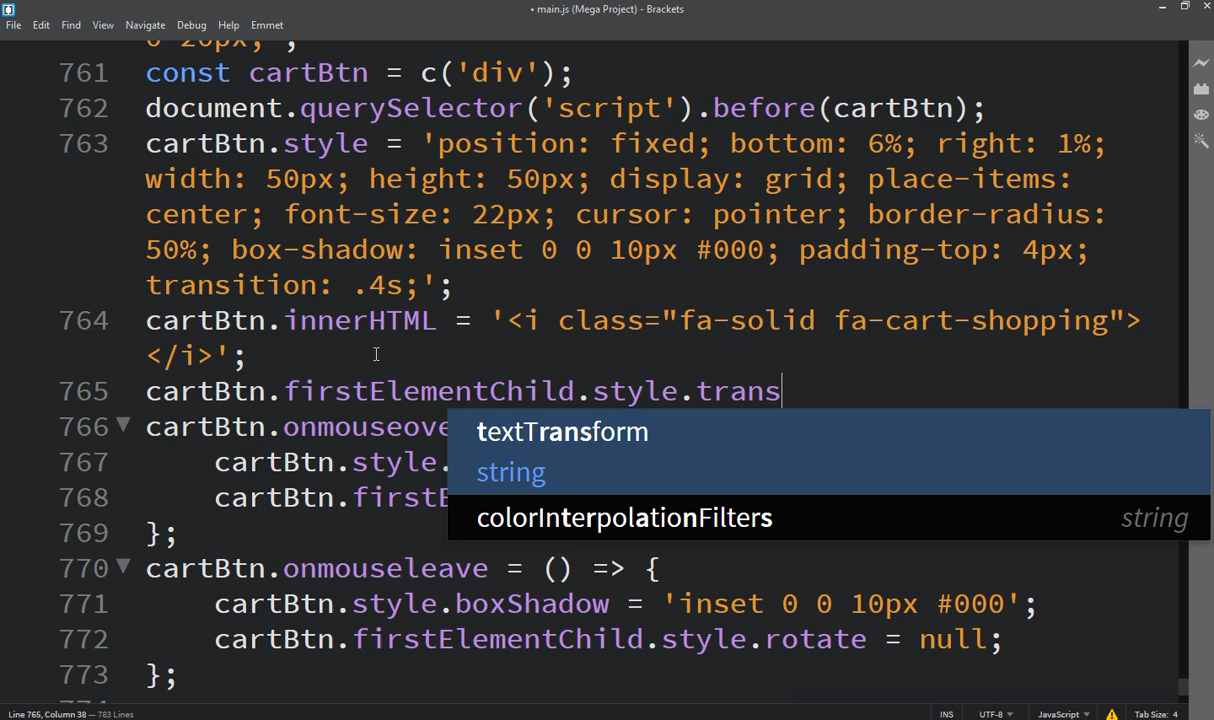 • main.js (Mega Project) - Brackets
File Edit Find View Navigate Debug Help Emmet
0 20px;';
761 const cartBtn = c('div');
762 document.querySelector('script').before(cartBtn);
763 cartBtn.style = 'position: fixed; bottom: 6%; right: 1%;
width: 50px; height: 50px; display: grid; place-items:
center; font-size: 22px; cursor: pointer; border-radius:
50%; box-shadow: inset 0 0 10px #000; padding-top: 4px;
transition: .4s;';
764 cartBtn.innerHTML = '<i class="fa-solid fa-cart-shopping">
</i>';
765 cartBtn.firstElementChild.style.trans
766 cartBtn.onmouseove
textTransform
767 cartBtn.style.
string
768 cartBtn.firstE
colorInterpolationFilters string
769 };
770 cartBtn.onmouseleave = () => {
771 cartBtn.style.boxShadow = 'inset 0 0 10px #000';
772 cartBtn.firstElementChild.style.rotate = null;
773 };
Line 765, Column 38 — 783 Lines INS UTF-8 JavaScript Tab Size: 4